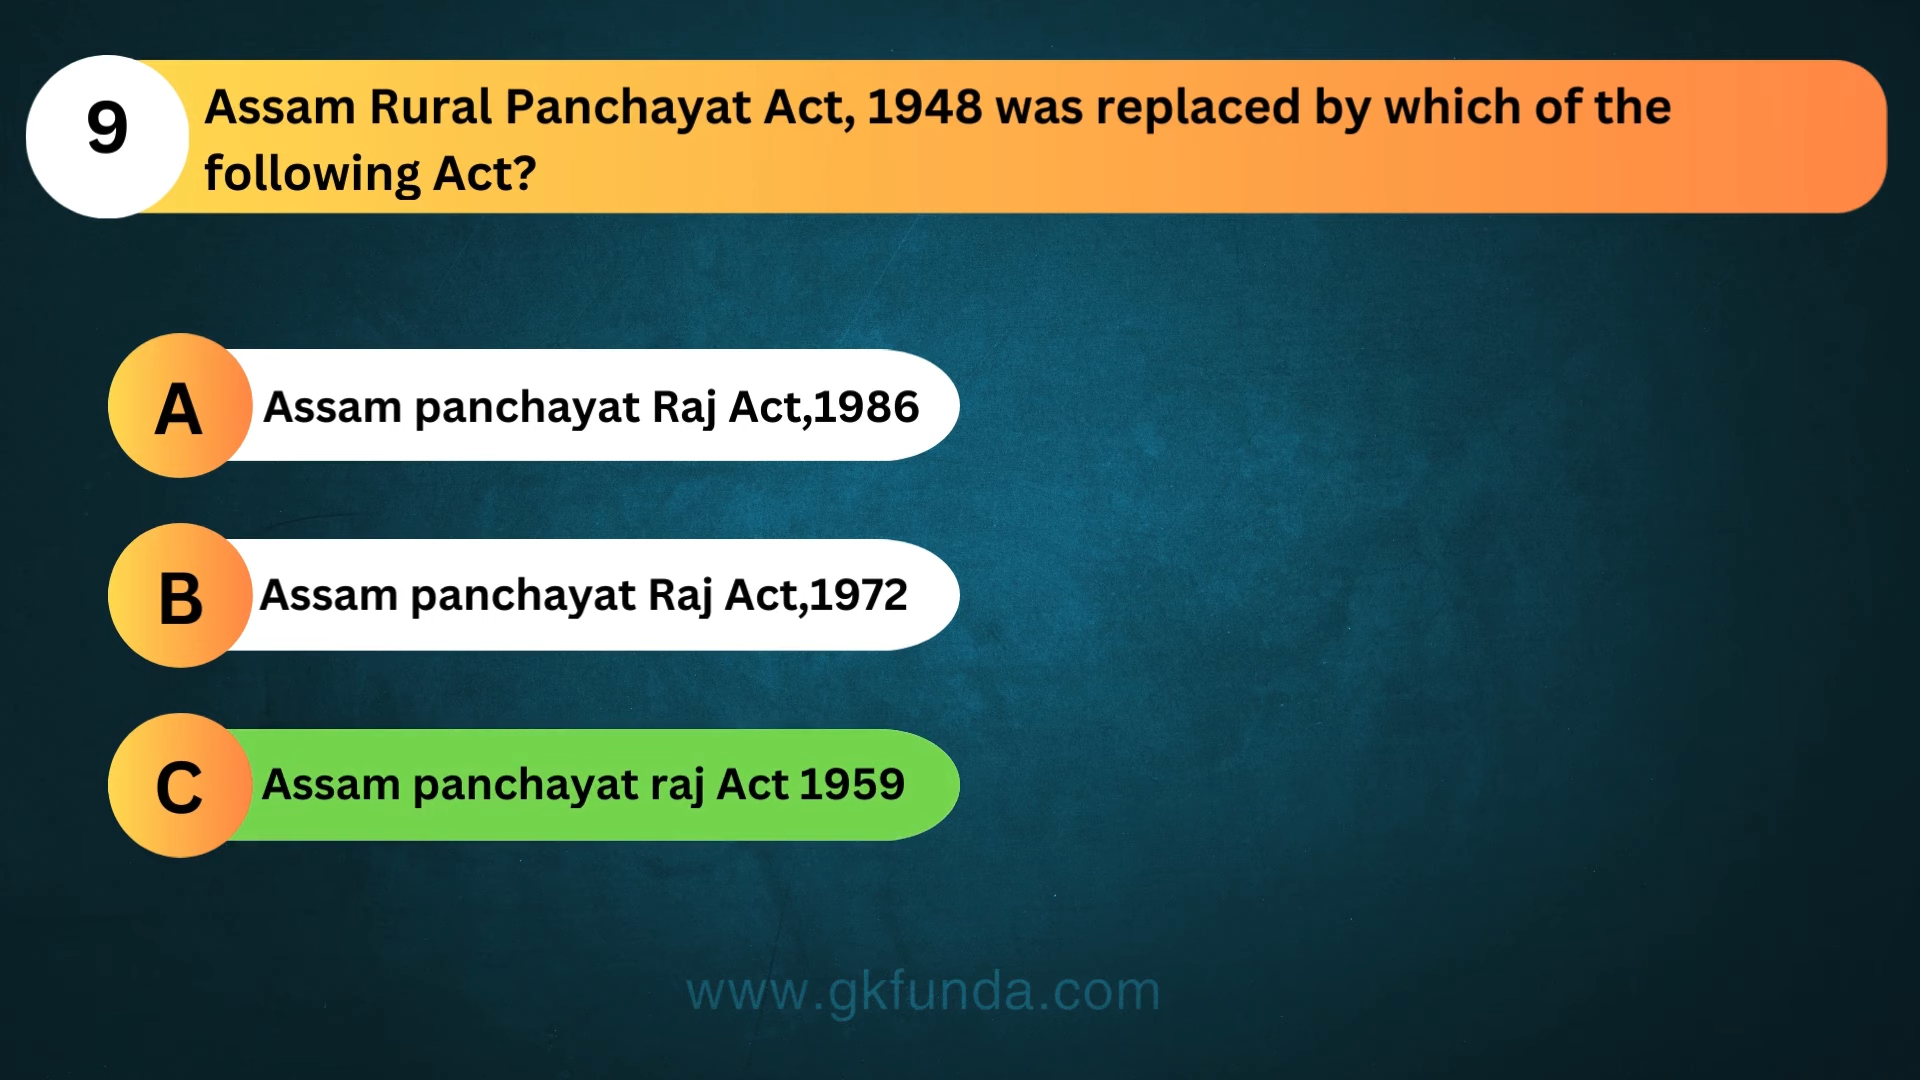 9
Assam Rural Panchayat Act, 1948 was replaced by which of the
following Act?
A
Assam panchayat Raj Act,1986
B
Assam panchayat Raj Act,1972
C
Assam panchayat raj Act 1959
www.gkfunda.com